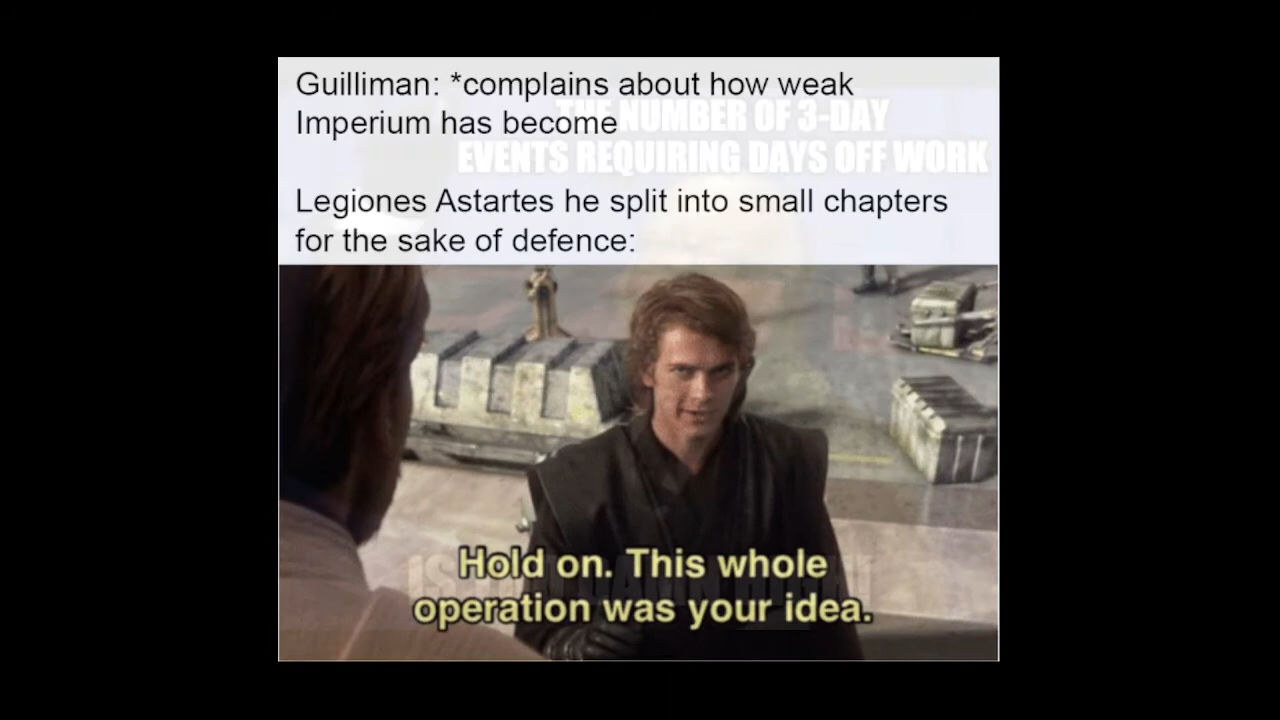 Guilliman: *complains about how weak
Imperium has become
THE NUMBER OF 3-DAY
EVENTS REQUIRING DAYS OFF WORK
Legiones Astartes he split into small chapters
for the sake of defence:
Hold on. This whole
operation was your idea.